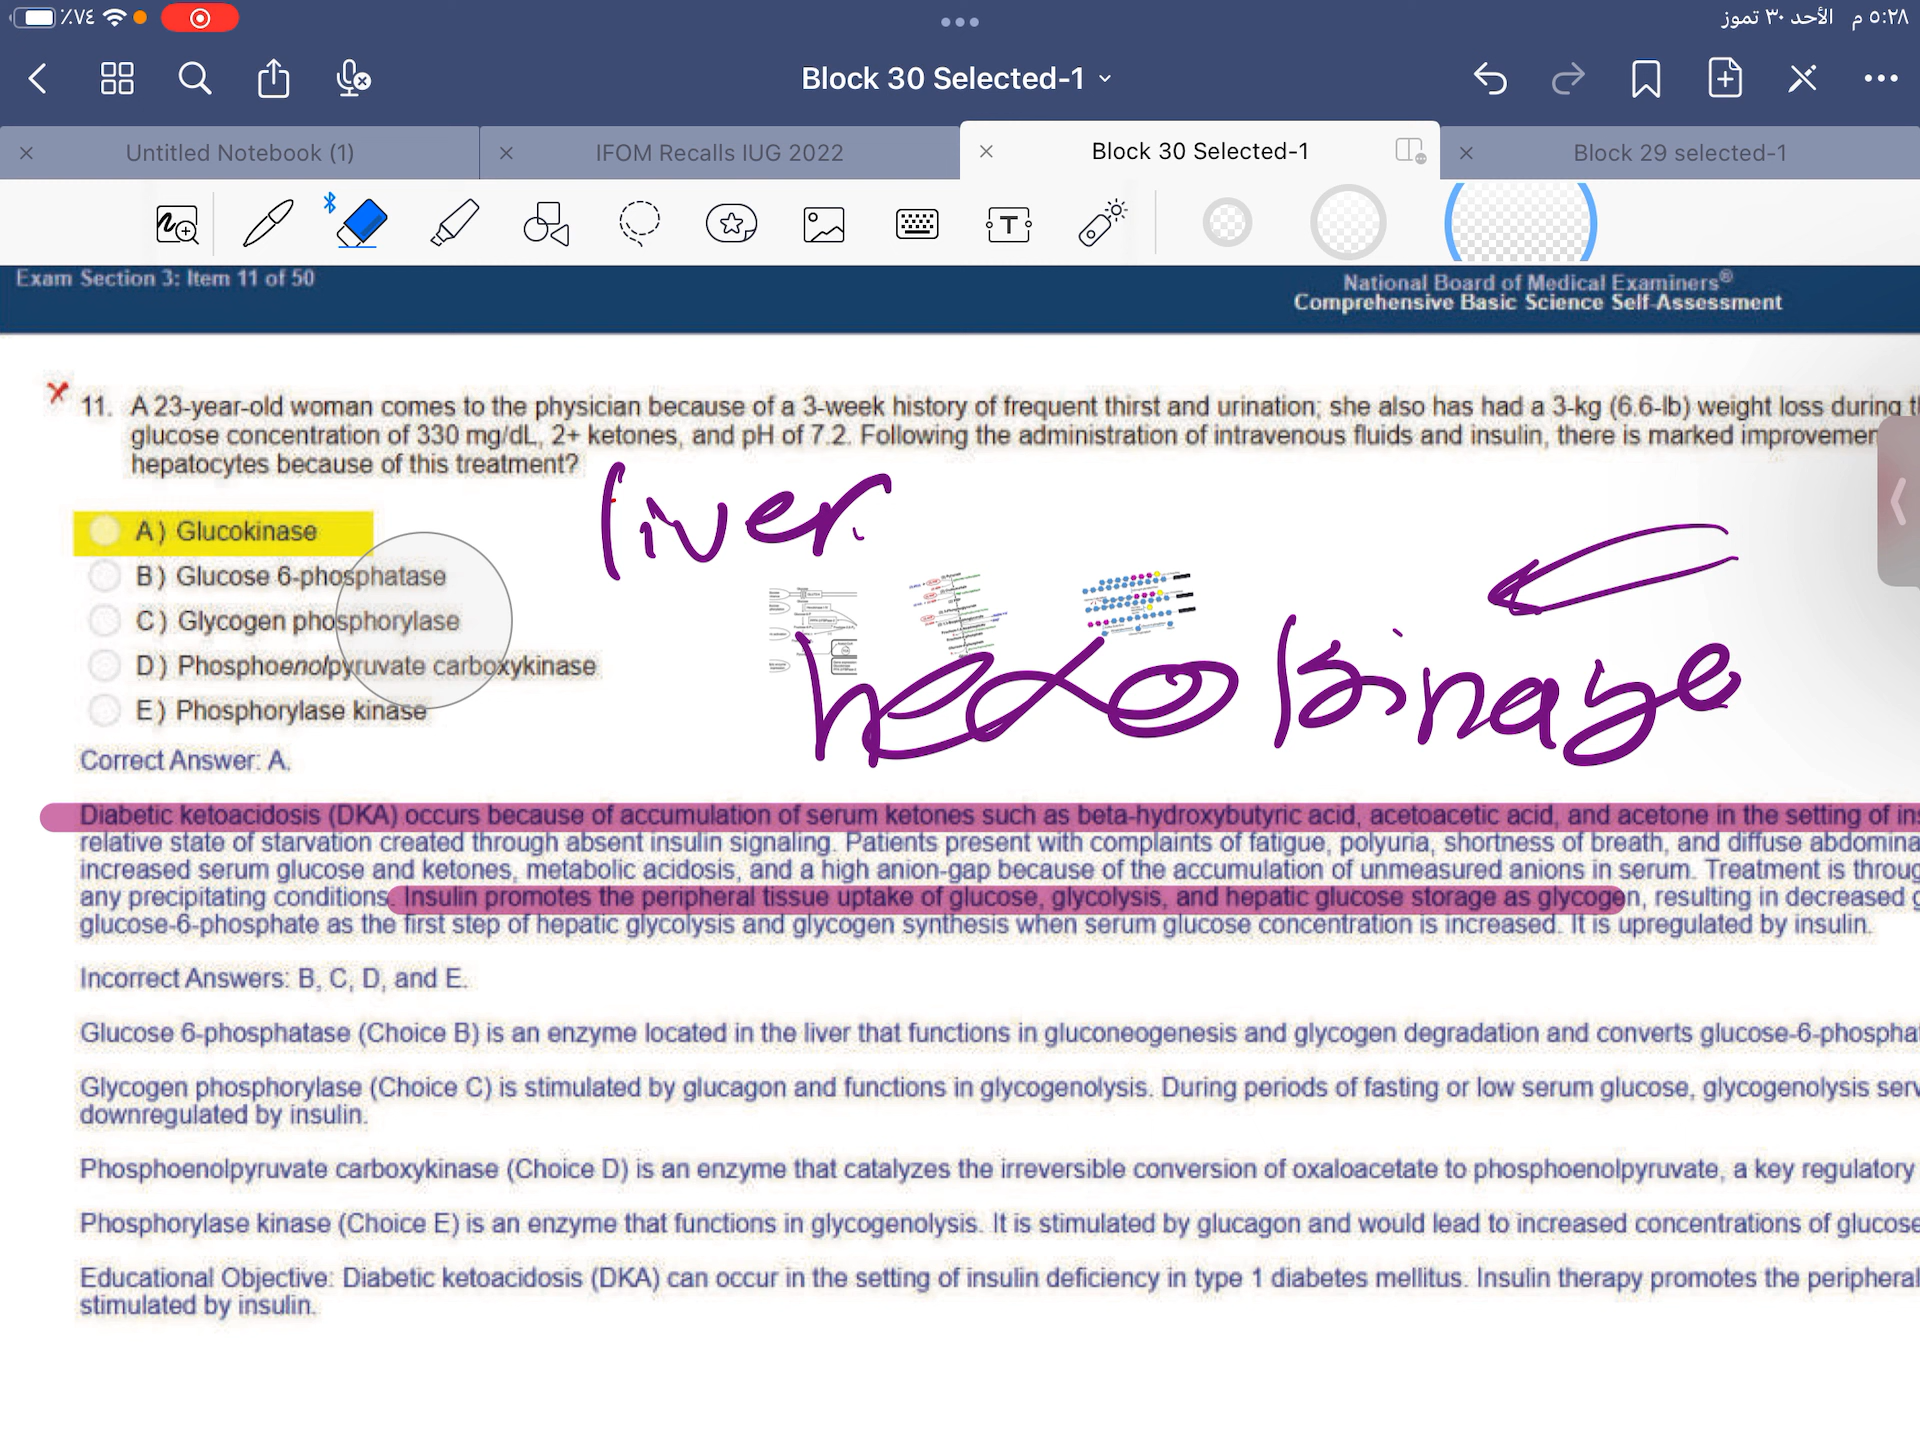 ٪٧٤
٥:٢٨ م الأحد ٣٠ تموز
Block 30 Selected-1
Untitled Notebook (1)
IFOM Recalls IUG 2022
Block 30 Selected-1
Block 29 selected-1
Exam Section 3: Item 11 of 50
National Board of Medical Examiners®
Comprehensive Basic Science Self-Assessment
11. A 23-year-old woman comes to the physician because of a 3-week history of frequent thirst and urination; she also has had a 3-kg (6.6-lb) weight loss during
glucose concentration of 330 mg/dL, 2+ ketones, and pH of 7.2. Following the administration of intravenous fluids and insulin, there is marked
hepatocytes because of this treatment?
liver
A) Glucokinase
B) Glucose 6-phosphatase
C) Glycogen phosphorylase
D) Phosphoenolpyruvate carboxykinase
E) Phosphorylase kinase
hexokinase
Correct Answer: A.
Diabetic ketoacidosis (DKA) occurs because of accumulation of serum ketones such as beta-hydroxybutyric acid, acetoacetic acid, and acetone in the setting of
relative state of starvation created through absent insulin signaling. Patients present with complaints of fatigue, polyuria, shortness of breath, and diffuse
increased serum glucose and ketones, metabolic acidosis, and a high anion-gap because of the accumulation of unmeasured anions in serum. Treatment is
any precipitating conditions. Insulin promotes the peripheral tissue uptake of glucose, glycolysis, and hepatic glucose storage as glycogen, resulting in decreased
glucose-6-phosphate as the first step of hepatic glycolysis and glycogen synthesis when serum glucose concentration is increased. It is upregulated by insulin.
Incorrect Answers: B, C, D, and E.
Glucose 6-phosphatase (Choice B) is an enzyme located in the liver that functions in gluconeogenesis and glycogen degradation and converts
Glycogen phosphorylase (Choice C) is stimulated by glucagon and functions in glycogenolysis. During periods of fasting or low serum glucose, glycogenolysis
downregulated by insulin.
Phosphoenolpyruvate carboxykinase (Choice D) is an enzyme that catalyzes the irreversible conversion of oxaloacetate to phosphoenolpyruvate, a key regulatory
Phosphorylase kinase (Choice E) is an enzyme that functions in glycogenolysis. It is stimulated by glucagon and would lead to increased concentrations of glucose
Educational Objective: Diabetic ketoacidosis (DKA) can occur in the setting of insulin deficiency in type 1 diabetes mellitus. Insulin therapy promotes the peripheral
stimulated by insulin.